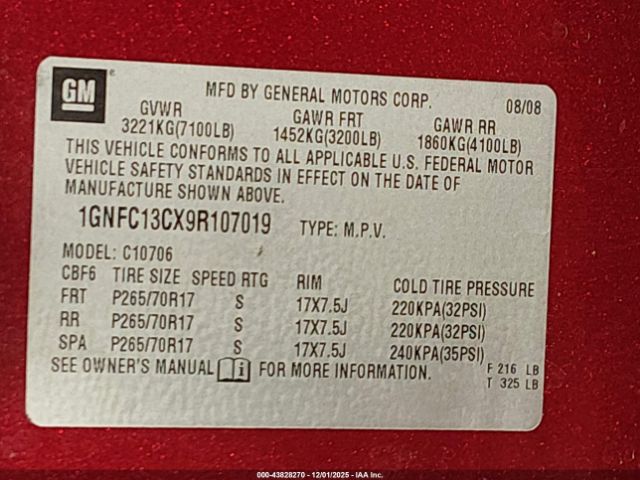 GM ®
MFD BY GENERAL MOTORS CORP. 08/08
GVWR GAWR FRT GAWR RR
3221KG(7100LB) 1452KG(3200LB) 1860KG(4100LB)
THIS VEHICLE CONFORMS TO ALL APPLICABLE U.S. FEDERAL MOTOR
VEHICLE SAFETY STANDARDS IN EFFECT ON THE DATE OF
MANUFACTURE SHOWN ABOVE.
1GNFC13CX9R107019 TYPE: M.P.V.
MODEL: C10706
CBF6 TIRE SIZE SPEED RTG RIM COLD TIRE PRESSURE
FRT P265/70R17 S 17X7.5J 220KPA(32PSI)
RR P265/70R17 S 17X7.5J 220KPA(32PSI)
SPA P265/70R17 S 17X7.5J 240KPA(35PSI)
SEE OWNER'S MANUAL i FOR MORE INFORMATION. F 216 LB
T 325 LB
000-43828270 - 12/01/2025 - IAA Inc.